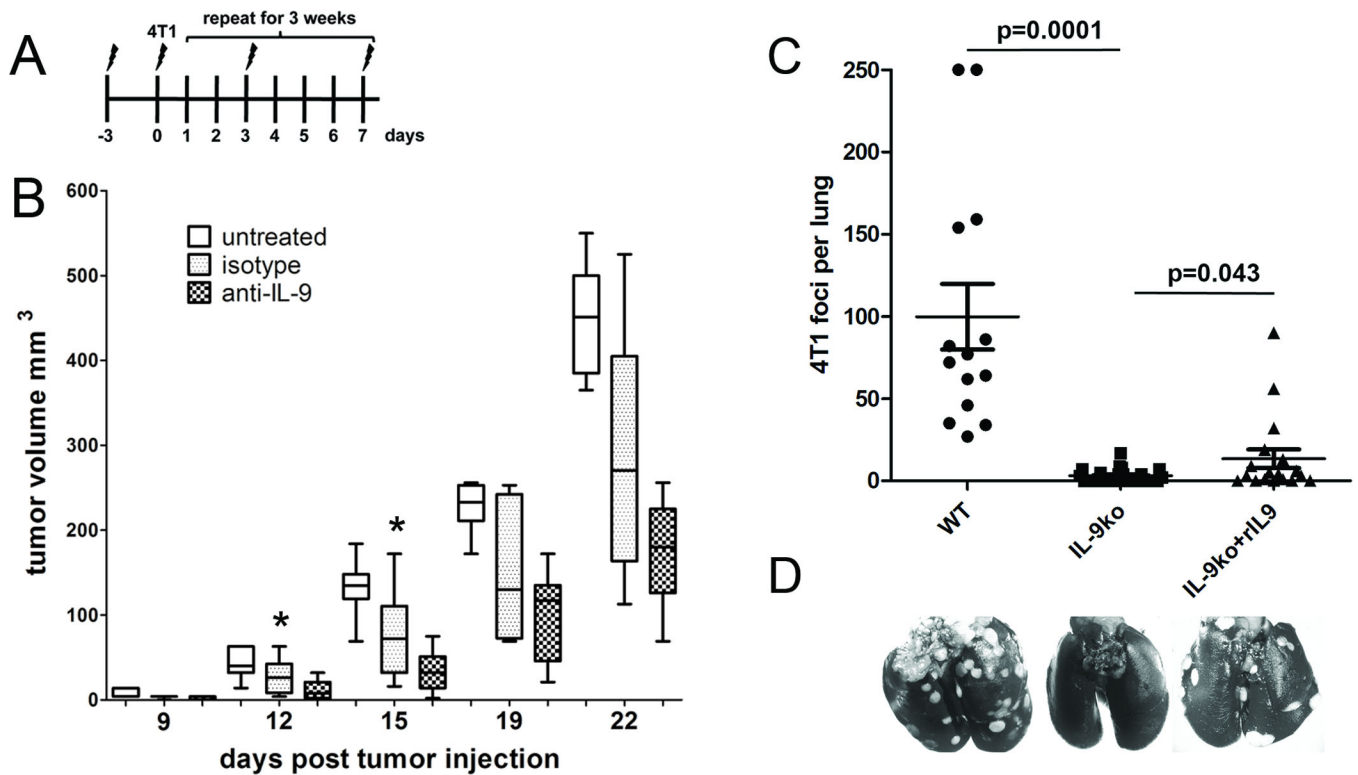 A
4T1 repeat for 3 weeks
-3 0 1 2 3 4 5 6 7 days
B
600
500
400
300
200
100
0
untreated
isotype
anti-IL-9
* *
tumor volume mm³
9 12 15 19 22
days post tumor injection
C
p=0.0001
p=0.043
250
200
150
100
50
0
4T1 foci per lung
WT IL-9ko IL-9ko+rIL9
D